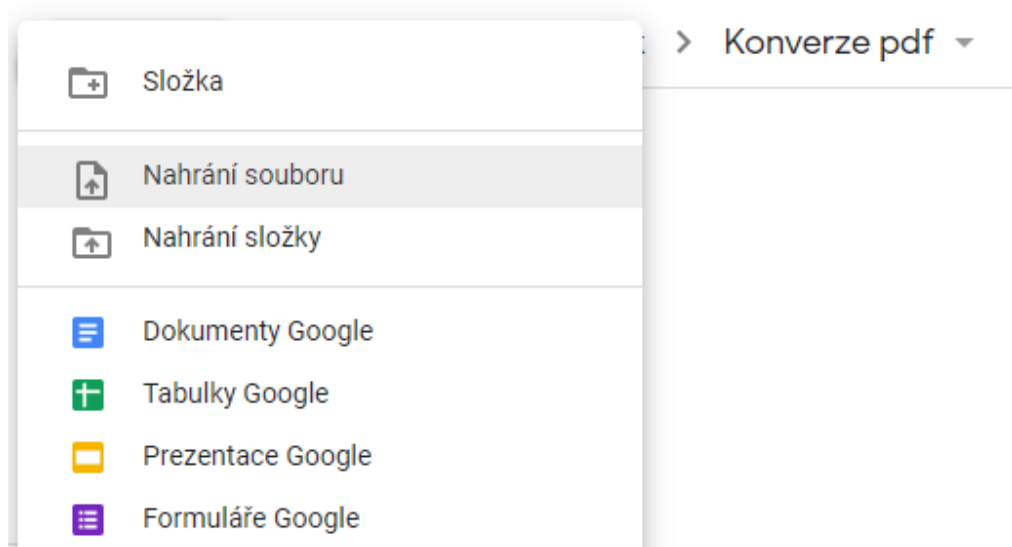 Konverze pdf
Složka
Nahrání souboru
Nahrání složky
Dokumenty Google
Tabulky Google
Prezentace Google
Formuláře Google